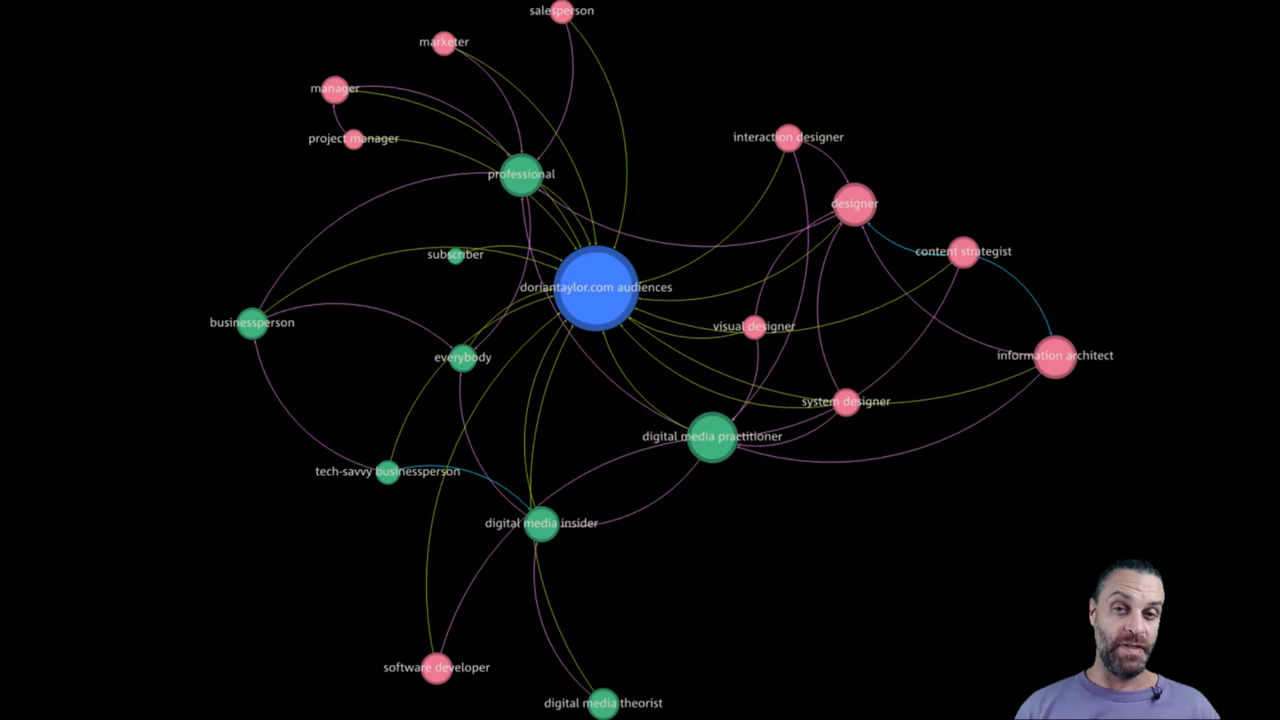 salesperson
marketer
manager
project manager
interaction designer
professional
designer
subscriber
content strategist
doriantaylor.com audiences
businessperson
visual designer
everybody
information architect
system designer
digital media practitioner
tech-savvy businessperson
digital media insider
software developer
digital media theorist